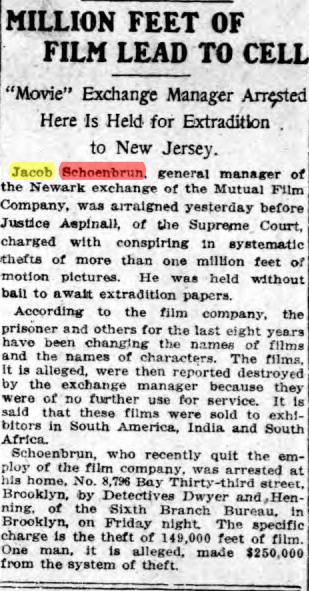 MILLION FEET OF
FILM LEAD TO CELL
"Movie" Exchange Manager Arrested
Here Is Held for Extradition
to New Jersey.
Jacob Schoenbrun, general manager of
the Newark exchange of the Mutual Film
Company, was arraigned yesterday before
Justice Aspinall, of the Supreme Court,
charged with conspiring in systematic
thefts of more than one million feet of
motion pictures. He was held without
bail to await extradition papers.
According to the film company, the
prisoner and others for the last eight years
have been changing the names of films
and the names of characters. The films,
it is alleged, were then reported destroyed
by the exchange manager because they
were of no further use for service. It is
said that these films were sold to exhi-
bitors in South America, India and South
Africa.
Schoenbrun, who recently quit the em-
ploy of the film company, was arrested at
his home, No. 8,796 Bay Thirty-third street,
Brooklyn, by Detectives Dwyer and Hen-
ning, of the Sixth Branch Bureau, in
Brooklyn, on Friday night. The specific
charge is the theft of 149,000 feet of film.
One man, it is alleged, made $250,000
from the system of theft.